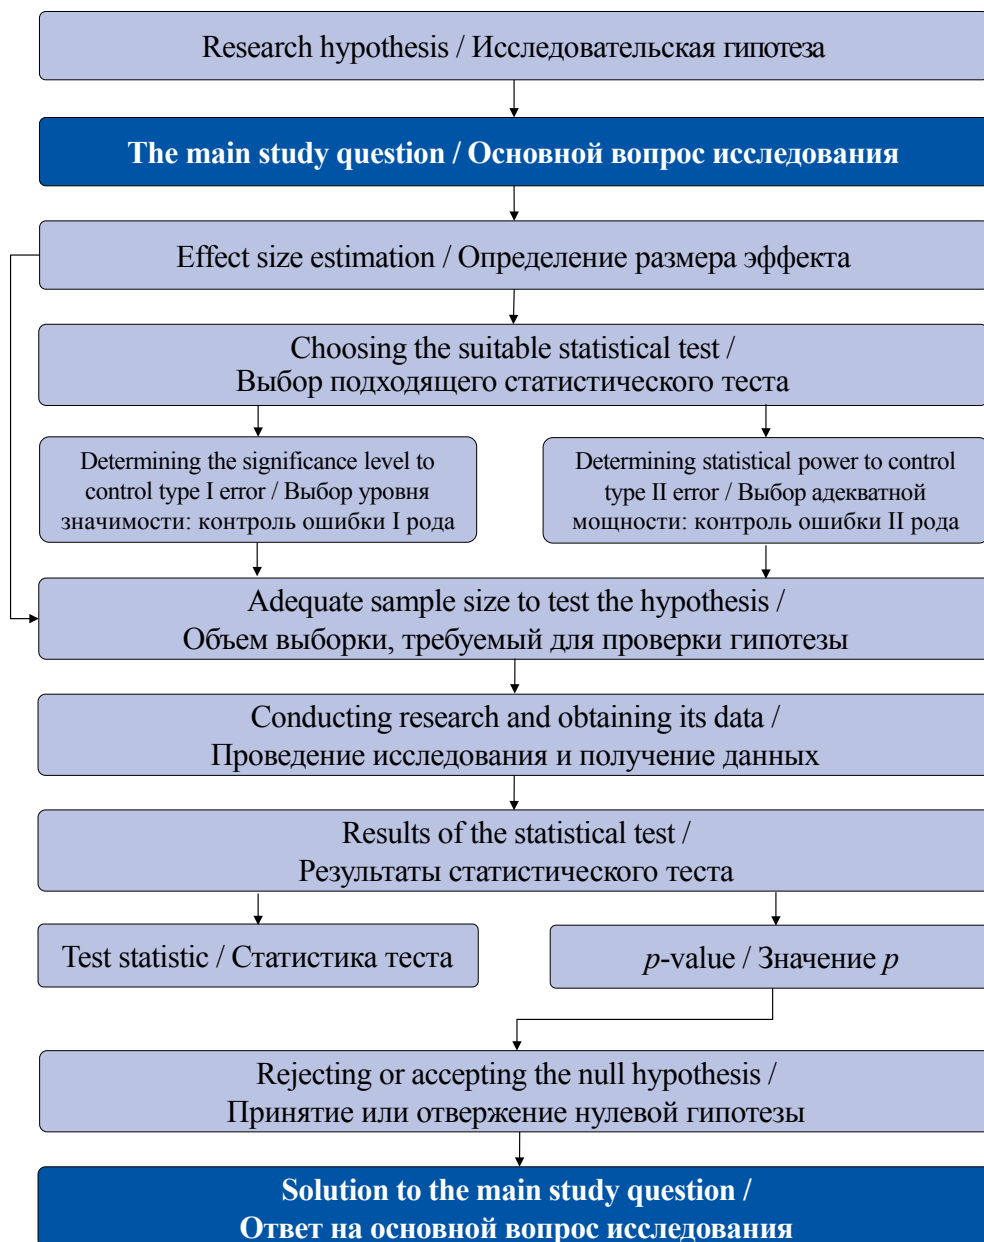 Research hypothesis / Исследовательская гипотеза
The main study question / Основной вопрос исследования
Effect size estimation / Определение размера эффекта
Choosing the suitable statistical test /
Выбор подходящего статистического теста
Determining the significance level to
control type I error / Выбор уровня
значимости: контроль ошибки I рода
Determining statistical power to control
type II error / Выбор адекватной
мощности: контроль ошибки II рода
Adequate sample size to test the hypothesis /
Объем выборки, требуемый для проверки гипотезы
Conducting research and obtaining its data /
Проведение исследования и получение данных
Results of the statistical test /
Результаты статистического теста
Test statistic / Статистика теста
p-value / Значение p
Rejecting or accepting the null hypothesis /
Принятие или отвержение нулевой гипотезы
Solution to the main study question /
Ответ на основной вопрос исследования